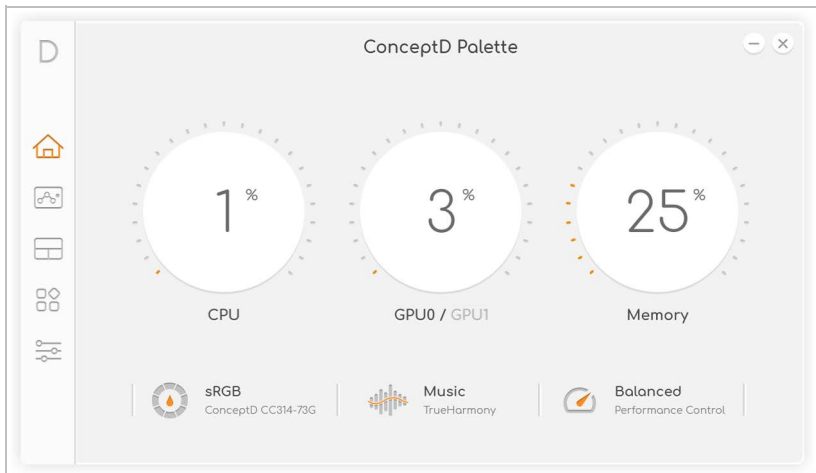 D
ConceptD Palette
1%
3%
25%
CPU
GPU0 / GPU1
Memory
sRGB
ConceptD CC314-73G
Music
TrueHarmony
Balanced
Performance Control